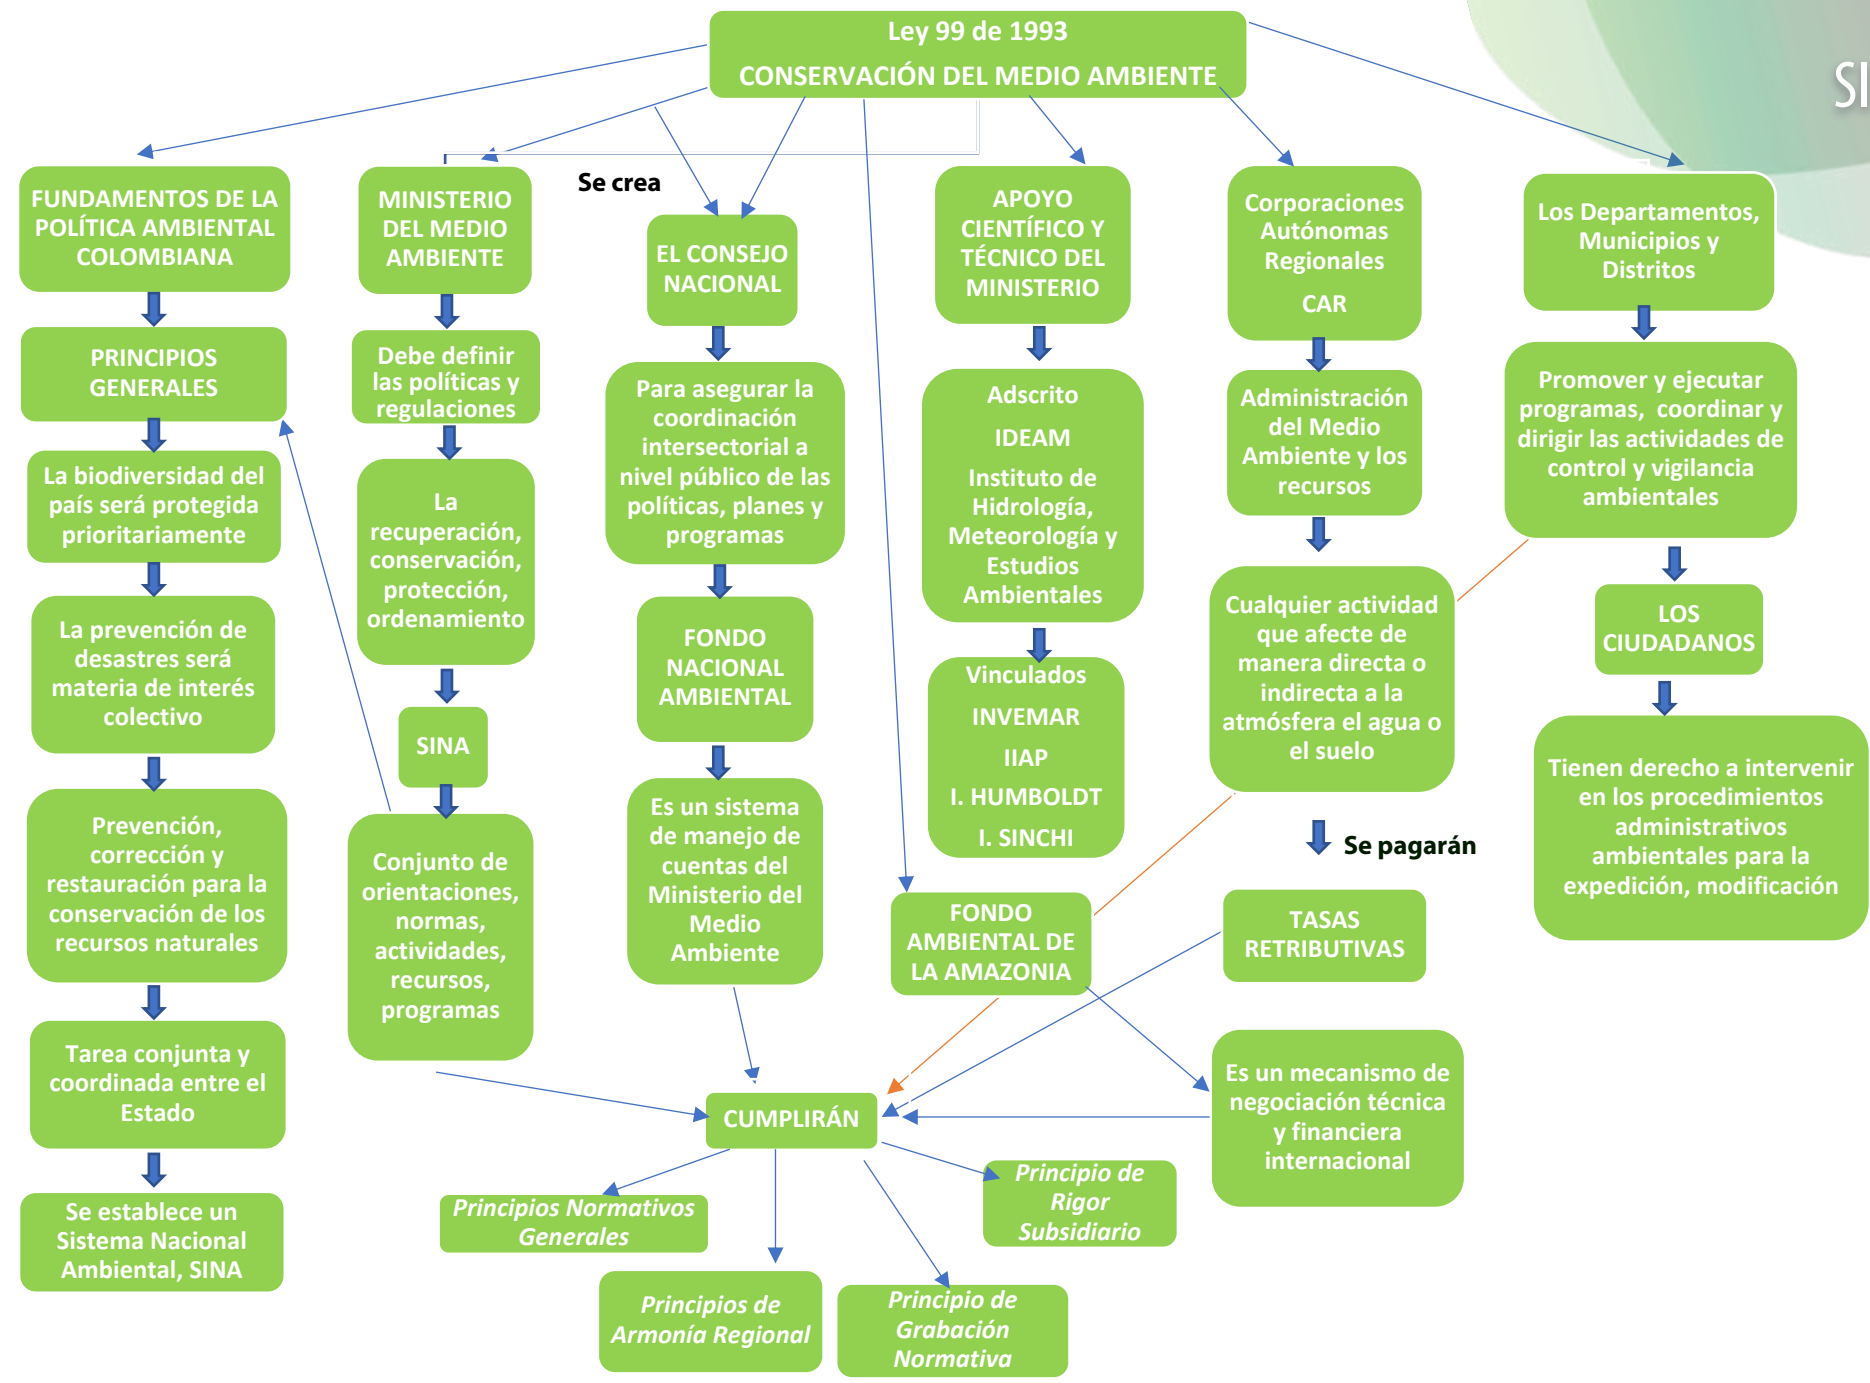 Ley 99 de 1993
CONSERVACIÓN DEL MEDIO AMBIENTE
SI
FUNDAMENTOS DE LA
POLÍTICA AMBIENTAL
COLOMBIANA
PRINCIPIOS
GENERALES
La biodiversidad del
país será protegida
prioritariamente
La prevención de
desastres será
materia de interés
colectivo
Prevención,
corrección y
restauración para la
conservación de los
recursos naturales
Tarea conjunta y
coordinada entre el
Estado
Se establece un
Sistema Nacional
Ambiental, SINA
MINISTERIO
DEL MEDIO
AMBIENTE
Debe definir
las políticas y
regulaciones
La
recuperación,
conservación,
protección,
ordenamiento
SINA
Conjunto de
orientaciones,
normas,
actividades,
recursos,
programas
Se crea
EL CONSEJO
NACIONAL
Para asegurar la
coordinación
intersectorial a
nivel público de las
políticas, planes y
programas
FONDO
NACIONAL
AMBIENTAL
Es un sistema
de manejo de
cuentas del
Ministerio del
Medio
Ambiente
APOYO
CIENTÍFICO Y
TÉCNICO DEL
MINISTERIO
Adscrito
IDEAM
Instituto de
Hidrología,
Meteorología y
Estudios
Ambientales
Vinculados
INVEMAR
IIAP
I. HUMBOLDT
I. SINCHI
FONDO
AMBIENTAL DE
LA AMAZONIA
Corporaciones
Autónomas
Regionales
CAR
Administración
del Medio
Ambiente y los
recursos
Cualquier actividad
que afecte de
manera directa o
indirecta a la
atmósfera el agua o
el suelo
Se pagarán
TASAS
RETRIBUTIVAS
Es un mecanismo de
negociación técnica
y financiera
internacional
Los Departamentos,
Municipios y
Distritos
Promover y ejecutar
programas, coordinar y
dirigir las actividades de
control y vigilancia
ambientales
LOS
CIUDADANOS
Tienen derecho a intervenir
en los procedimientos
administrativos
ambientales para la
expedición, modificación
CUMPLIRÁN
Principios Normativos
Generales
Principios de
Armonía Regional
Principio de
Grabación
Normativa
Principio de
Rigor
Subsidiario